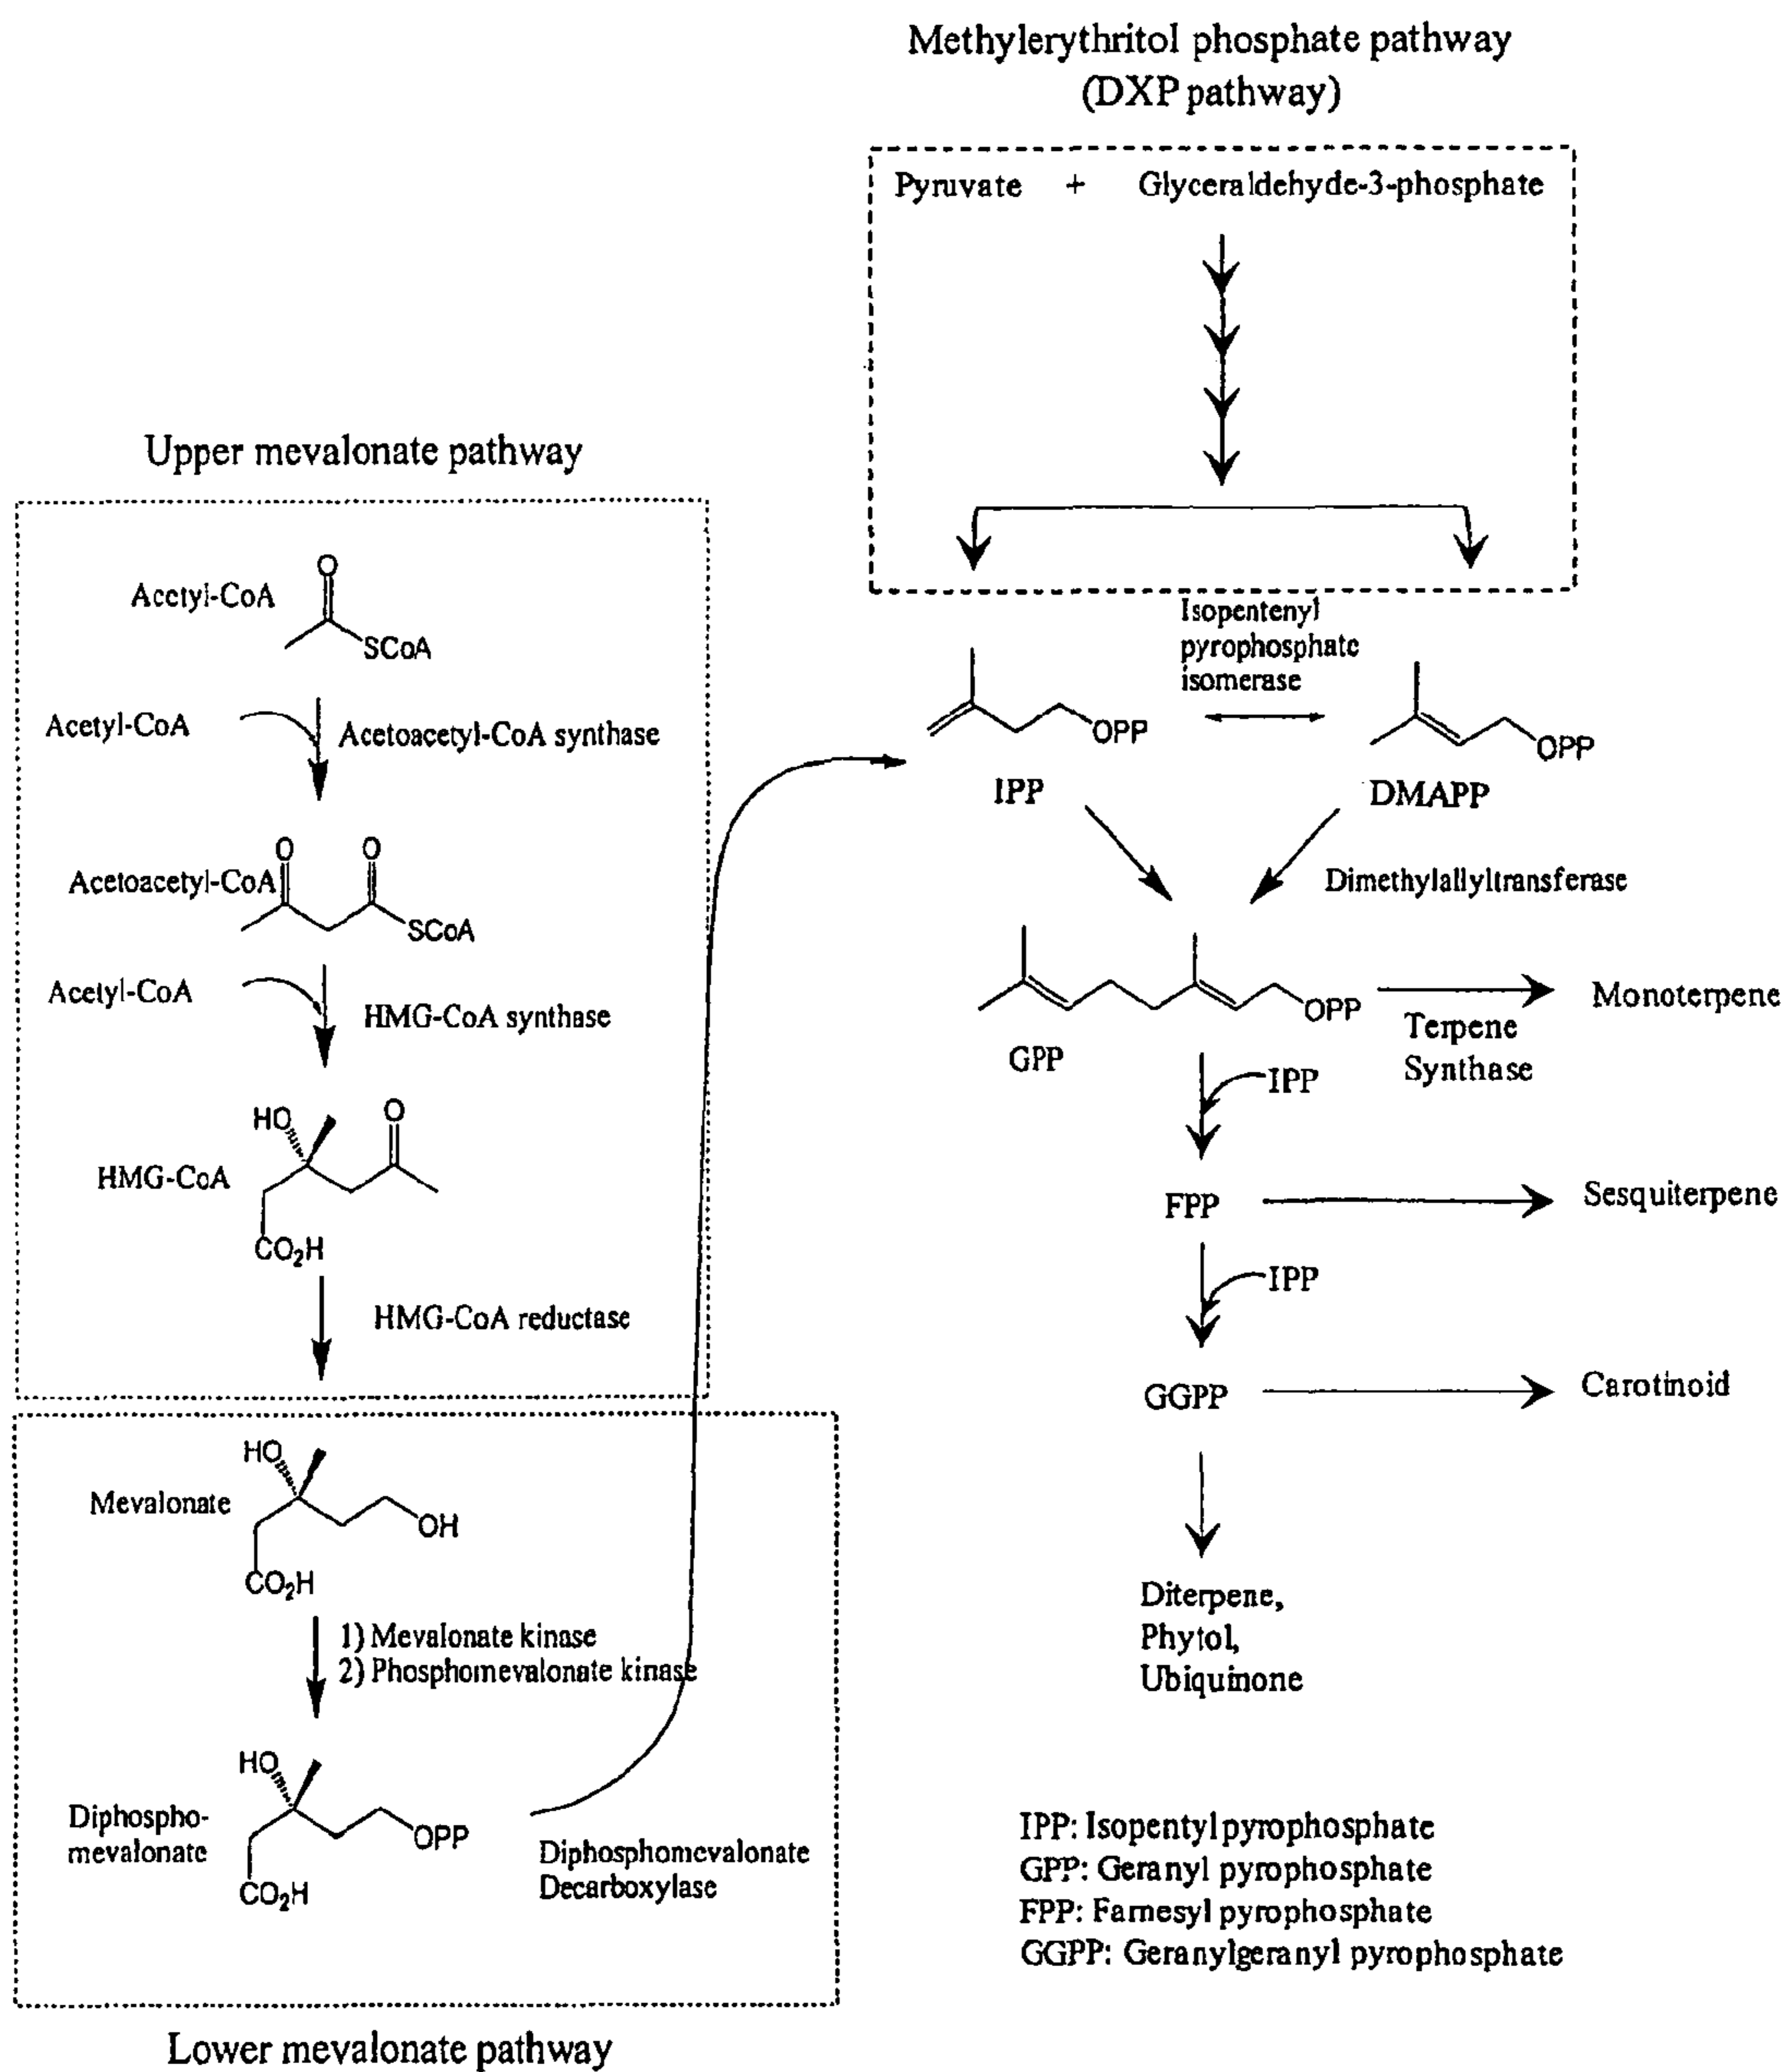 Methylerythritol phosphate pathway
(DXP pathway)
Pyruvate + Glyceraldehyde-3-phosphate
Upper mevalonate pathway
Acetyl-CoA
O
SCoA
Acetyl-CoA
Acetoacetyl-CoA synthase
O O
Acetoacetyl-CoA
SCoA
Acetyl-CoA
HMG-CoA synthase
HO O
HMG-CoA
CO2H
HMG-CoA reductase
HO
Mevalonate
OH
CO2H
1) Mevalonate kinase
2) Phosphomevalonate kinase
HO
Diphospho-
mevalonate
OPP
CO2H
Diphosphomevalonate
Decarboxylase
Lower mevalonate pathway
Isopentenyl
pyrophosphate
isomerase
OPP
IPP
OPP
DMAPP
Dimethylallyltransferase
OPP
GPP
Monoterpene
Terpene
Synthase
IPP
FPP
Sesquiterpene
IPP
GGPP
Carotinoid
Diterpene,
Phytol,
Ubiquinone
IPP: Isopentyl pyrophosphate
GPP: Geranyl pyrophosphate
FPP: Farnesyl pyrophosphate
GGPP: Geranylgeranyl pyrophosphate